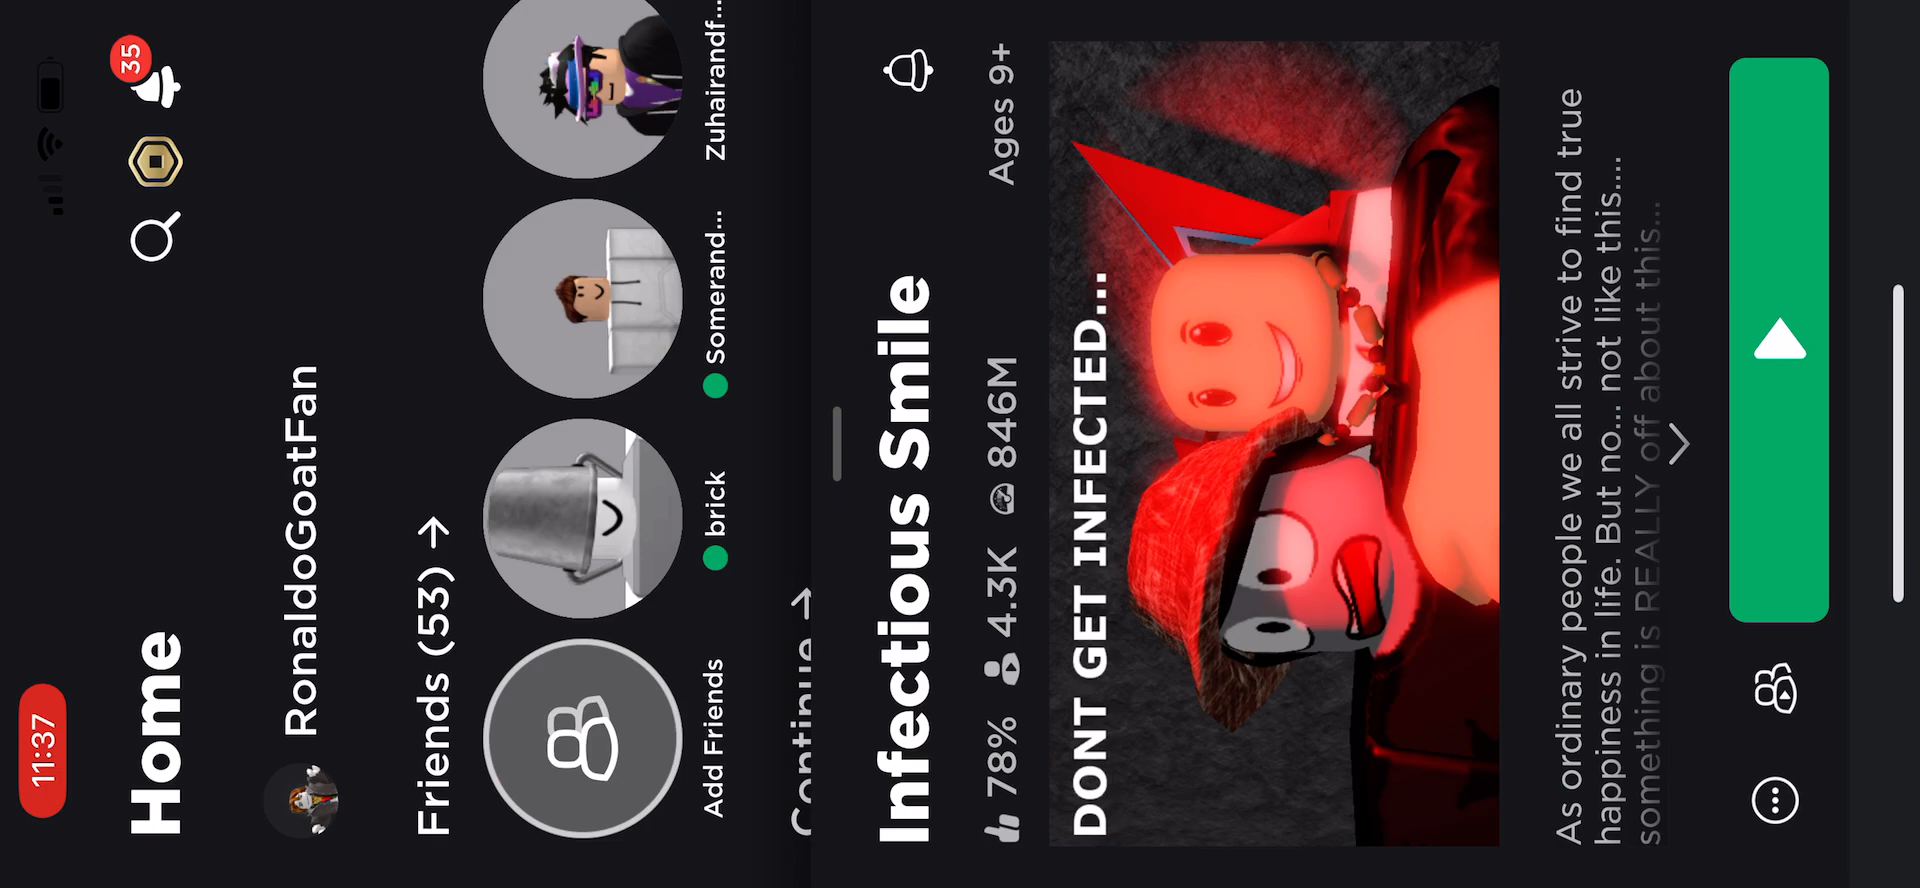 11:37
Home
35
RonaldoGoatFan
Friends (53) →
Add Friends
brick
Somerand...
Zuhairandf...
Continue →
Infectious Smile
78% 4.3K 846M Ages 9+
DONT GET INFECTED...
As ordinary people we all strive to find true
happiness in life. But no... not like this....
something is REALLY off about this...